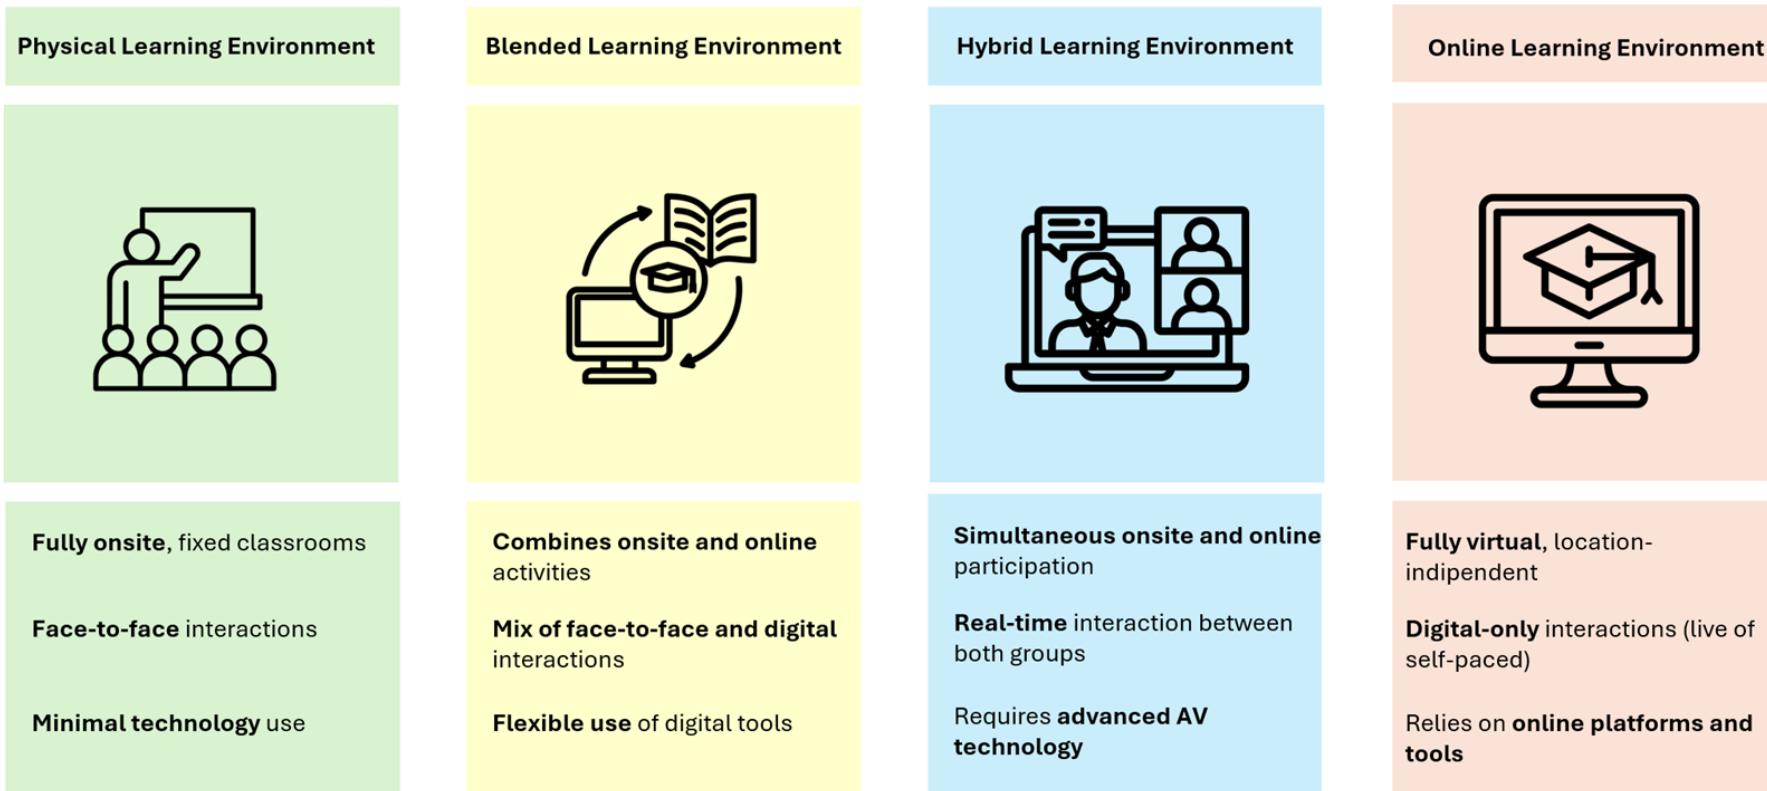 Physical Learning Environment
Blended Learning Environment
Hybrid Learning Environment
Online Learning Environment
Fully onsite, fixed classrooms
Face-to-face interactions
Minimal technology use
Combines onsite and online
activities
Mix of face-to-face and digital
interactions
Flexible use of digital tools
Simultaneous onsite and online
participation
Real-time interaction between
both groups
Requires advanced AV
technology
Fully virtual, location-
indipendent
Digital-only interactions (live of
self-paced)
Relies on online platforms and
tools